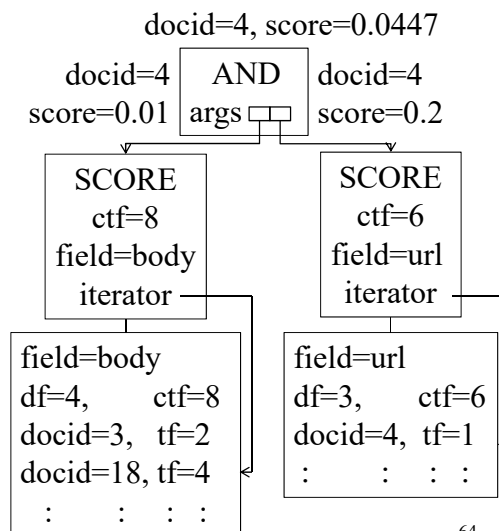 docid=4, score=0.0447
docid=4
score=0.01
AND
args
docid=4
score=0.2
SCORE
ctf=8
field=body
iterator
SCORE
ctf=6
field=url
iterator
field=body
df=4, ctf=8
docid=3, tf=2
docid=18, tf=4
: : : :
field=url
df=3, ctf=6
docid=4, tf=1
: : : :
64